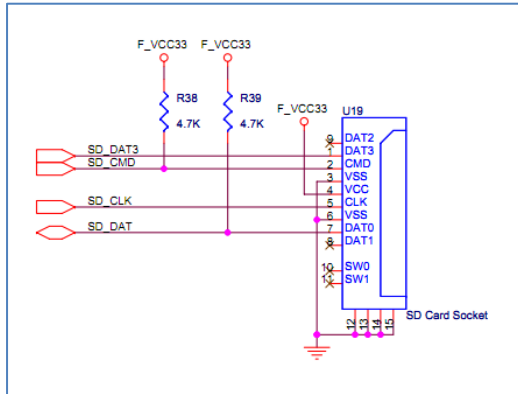 F_VCC33 F_VCC33
R38 R39
F_VCC33
4.7K 4.7K
U19
9 DAT2
SD_DAT3 1 DAT3
SD_CMD 2 CMD
3 VSS
4 VCC
SD_CLK 5 CLK
6 VSS
SD_DAT 7 DAT0
8 DAT1
10 SW0
11 SW1
SD Card Socket
12 13 14 15